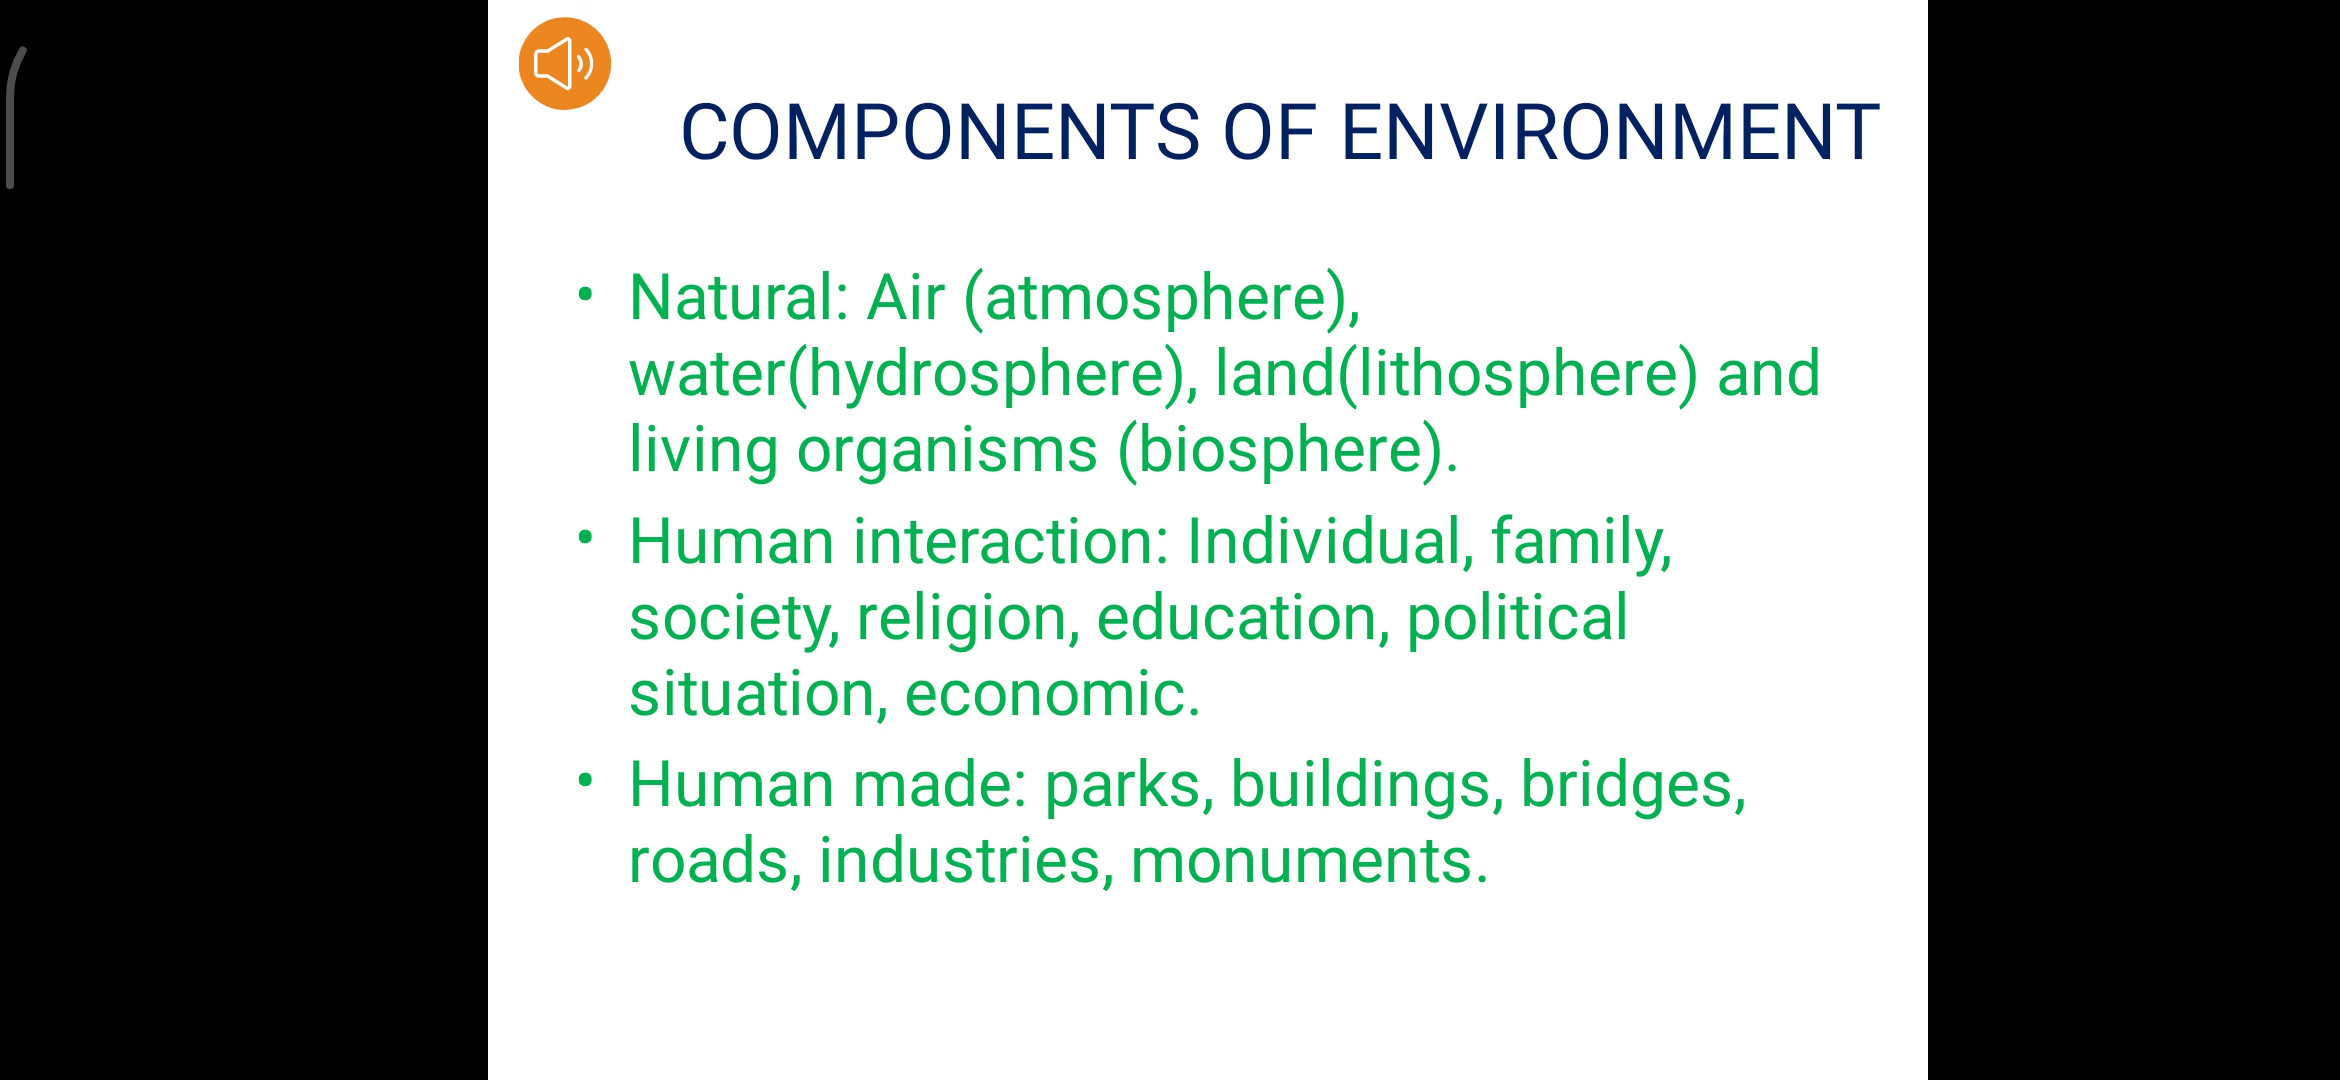 COMPONENTS OF ENVIRONMENT
• Natural: Air (atmosphere),
water(hydrosphere), land(lithosphere) and
living organisms (biosphere).
• Human interaction: Individual, family,
society, religion, education, political
situation, economic.
• Human made: parks, buildings, bridges,
roads, industries, monuments.